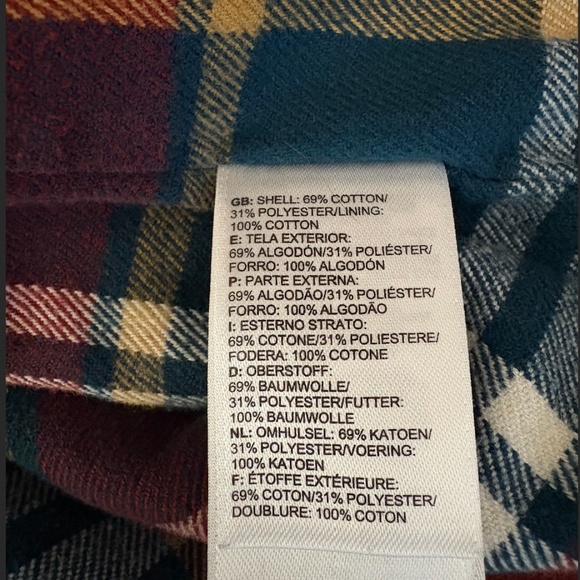 GB: SHELL: 69% COTTON/
31% POLYESTER/LINING:
100% COTTON
E: TELA EXTERIOR:
69% ALGODÓN/31% POLIÉSTER/
FORRO: 100% ALGODÓN
P: PARTE EXTERNA:
69% ALGODÃO/31% POLIÉSTER/
FORRO: 100% ALGODÃO
I: ESTERNO STRATO:
69% COTONE/31% POLIESTERE/
FODERA: 100% COTONE
D: OBERSTOFF:
69% BAUMWOLLE/
31% POLYESTER/FUTTER:
100% BAUMWOLLE
NL: OMHULSEL: 69% KATOEN/
31% POLYESTER/VOERING:
100% KATOEN
F: ÉTOFFE EXTÉRIEURE:
69% COTON/31% POLYESTER/
DOUBLURE: 100% COTON